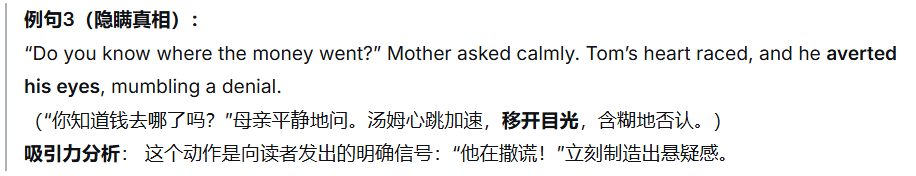 例句3（隐瞒真相）：
“Do you know where the money went?” Mother asked calmly. Tom’s heart raced, and he averted
his eyes, mumbling a denial.
（“你知道钱去哪了吗？”母亲平静地问。汤姆心跳加速，移开目光，含糊地否认。）
吸引力分析： 这个动作是向读者发出的明确信号：“他在撒谎！”立刻制造出悬疑感。